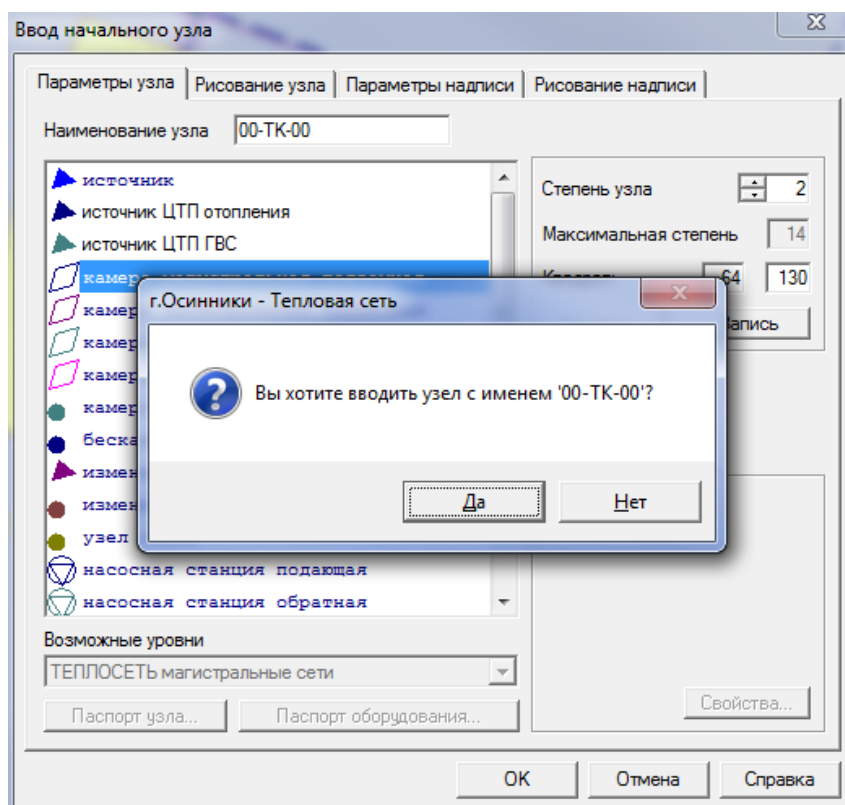 Ввод начального узла
Параметры узла Рисование узла Параметры надписи Рисование надписи
Наименование узла 00-ТК-00
источник
источник ЦТП отопления
источник ЦТП ГВС
Степень узла 2
Максимальная степень 14
64 130
г.Осинники - Тепловая сеть
Вы хотите вводить узел с именем '00-ТК-00'?
Да Нет
узел
насосная станция подающая
насосная станция обратная
Возможные уровни
ТЕПЛОСЕТЬ магистральные сети
Паспорт узла... Паспорт оборудования...
Свойства...
OK Отмена Справка